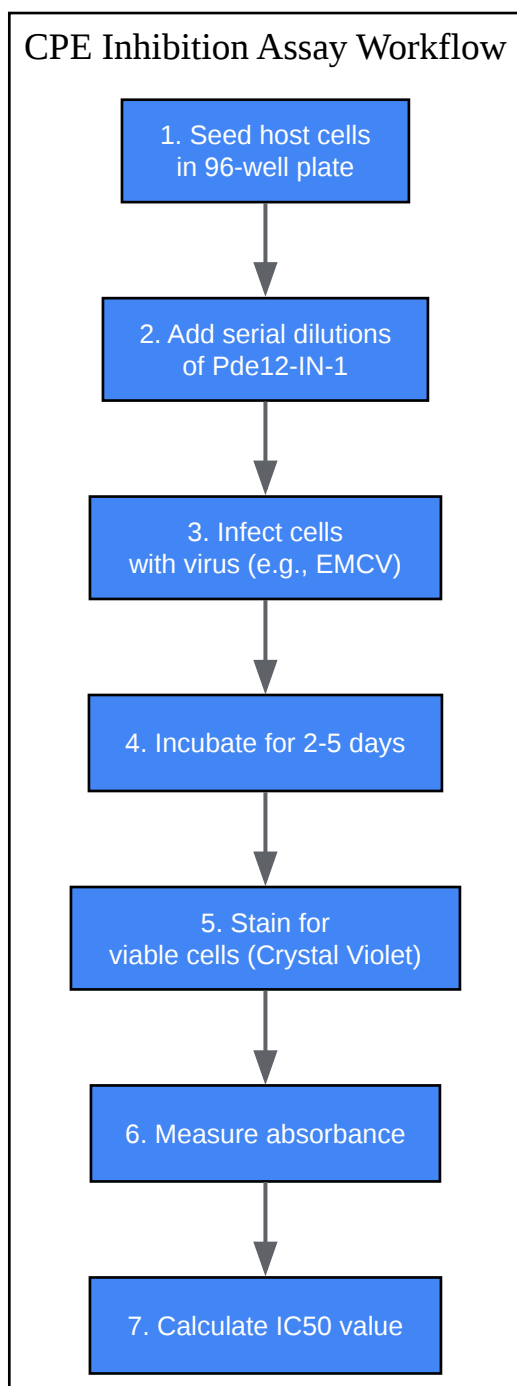 CPE Inhibition Assay Workflow
1. Seed host cells
in 96-well plate
2. Add serial dilutions
of Pde12-IN-1
3. Infect cells
with virus (e.g., EMCV)
4. Incubate for 2-5 days
5. Stain for
viable cells (Crystal Violet)
6. Measure absorbance
7. Calculate IC50 value